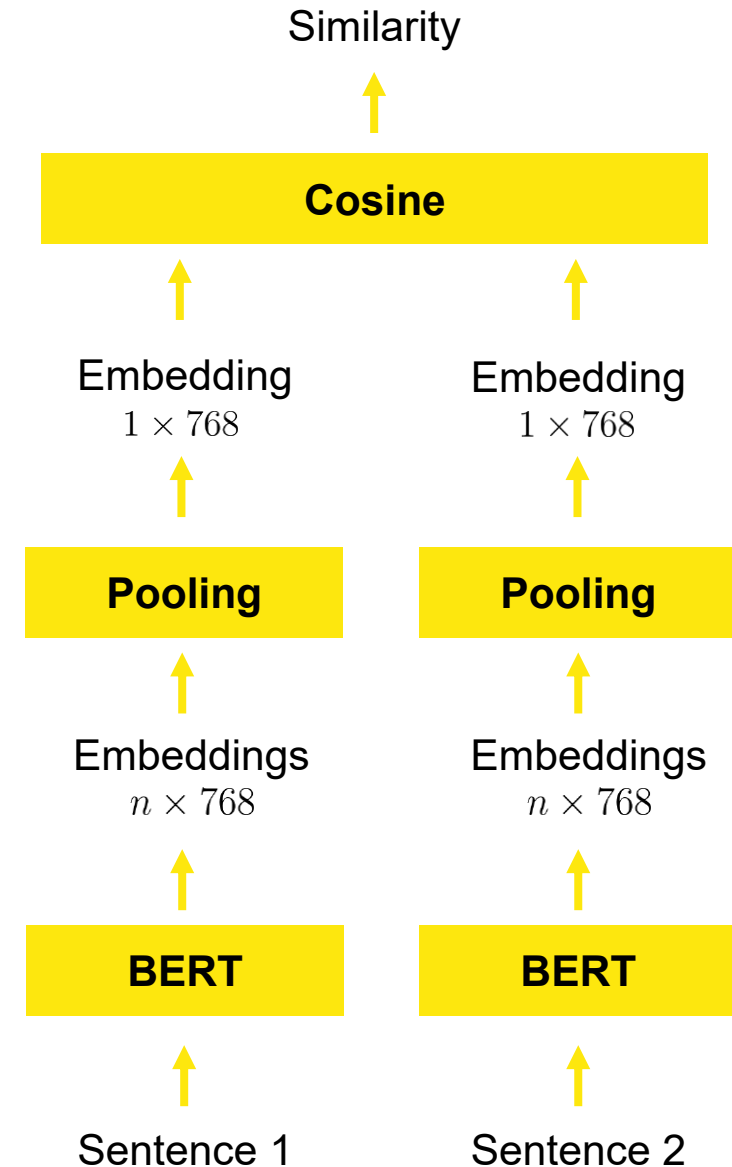 Similarity
Cosine
Embedding Embedding
1 × 768 1 × 768
Pooling Pooling
Embeddings Embeddings
n × 768 n × 768
BERT BERT
Sentence 1 Sentence 2